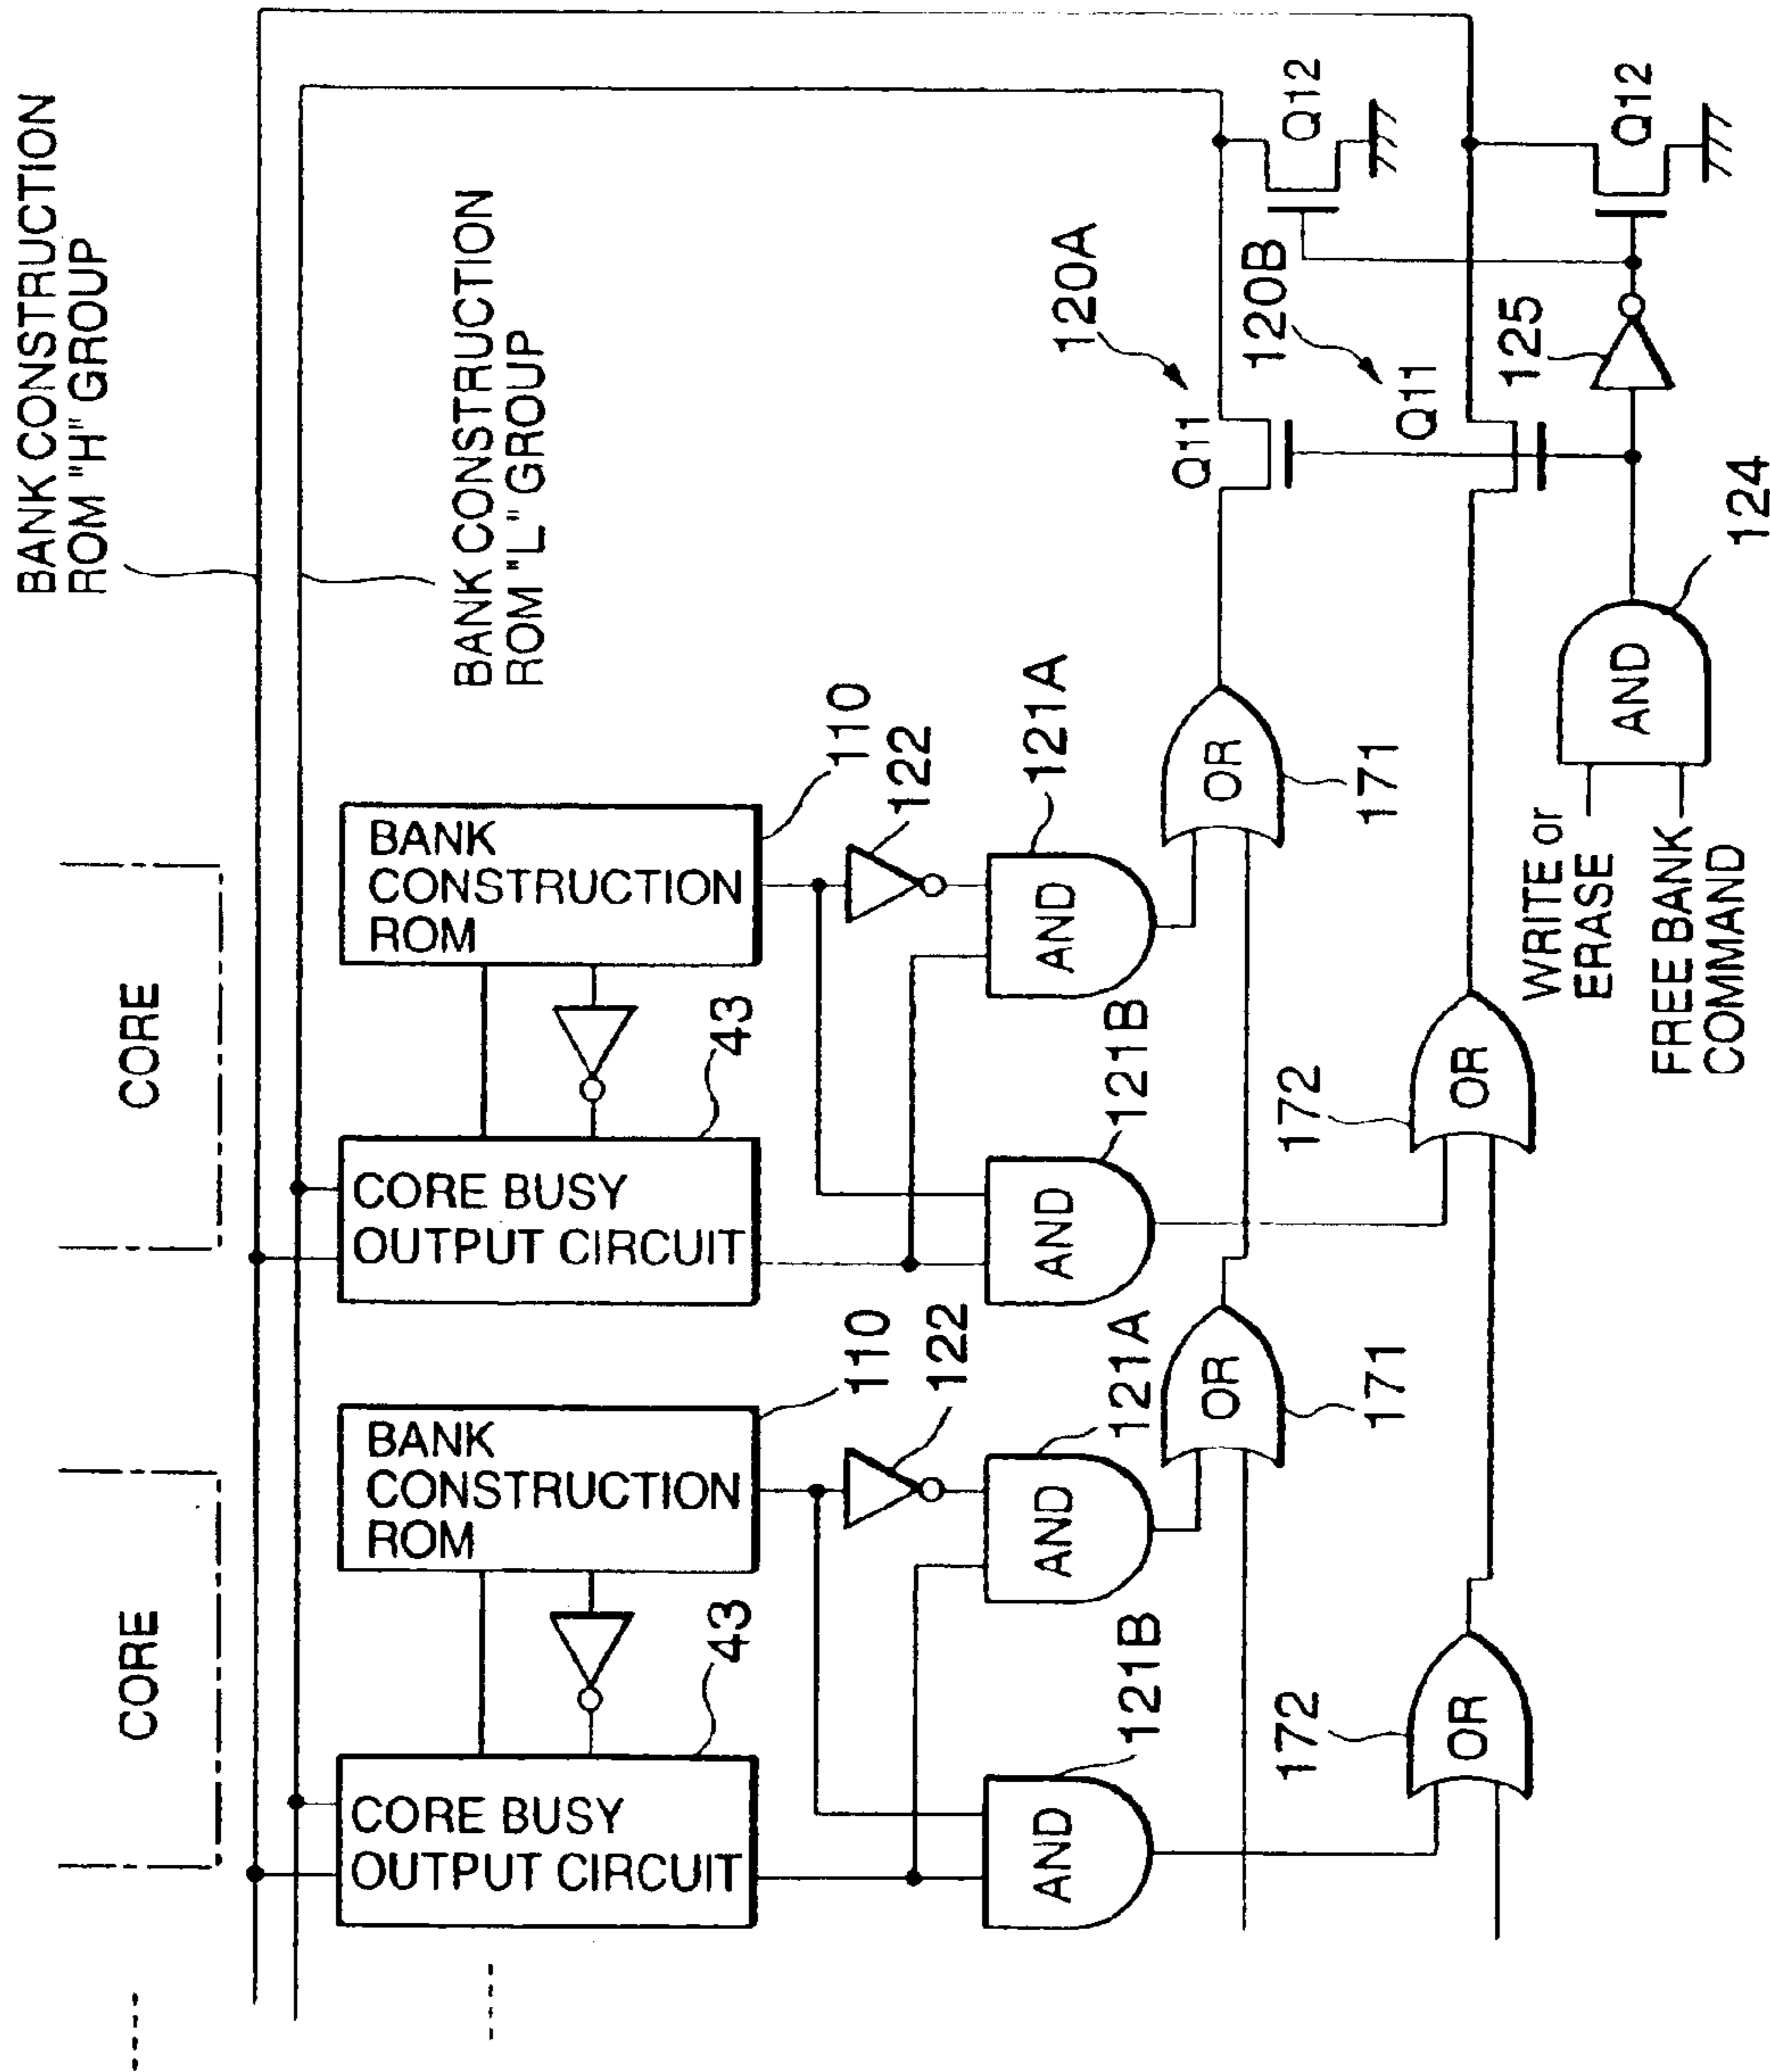 BANK CONSTRUCTION
ROM "H" GROUP
BANK CONSTRUCTION
ROM "L" GROUP
CORE
CORE
BANK
CONSTRUCTION
ROM
110
122
CORE BUSY
OUTPUT CIRCUIT
43
AND
121A
AND
121B
BANK
CONSTRUCTION
ROM
110
122
CORE BUSY
OUTPUT CIRCUIT
43
AND
121A
AND
121B
OR
171
OR
171
OR
172
OR
172
Q11
120A
Q12
Q11
120B
Q12
125
AND
124
WRITE or
ERASE
FREE BANK
COMMAND